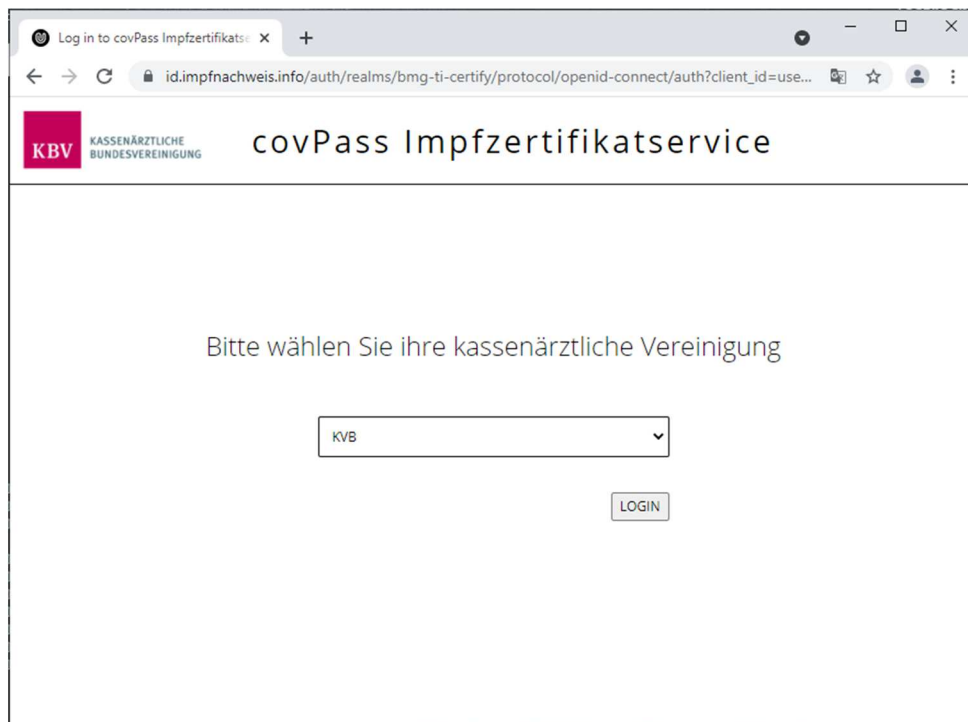 Log in to covPass Impfzertifikatse
id.impfnachweis.info/auth/realms/bmg-ti-certify/protocol/openid-connect/auth?client_id=use...
KBV
KASSENÄRZTLICHE
BUNDESVEREINIGUNG
covPass Impfzertifikatservice
Bitte wählen Sie ihre kassenärztliche Vereinigung
KVB
LOGIN